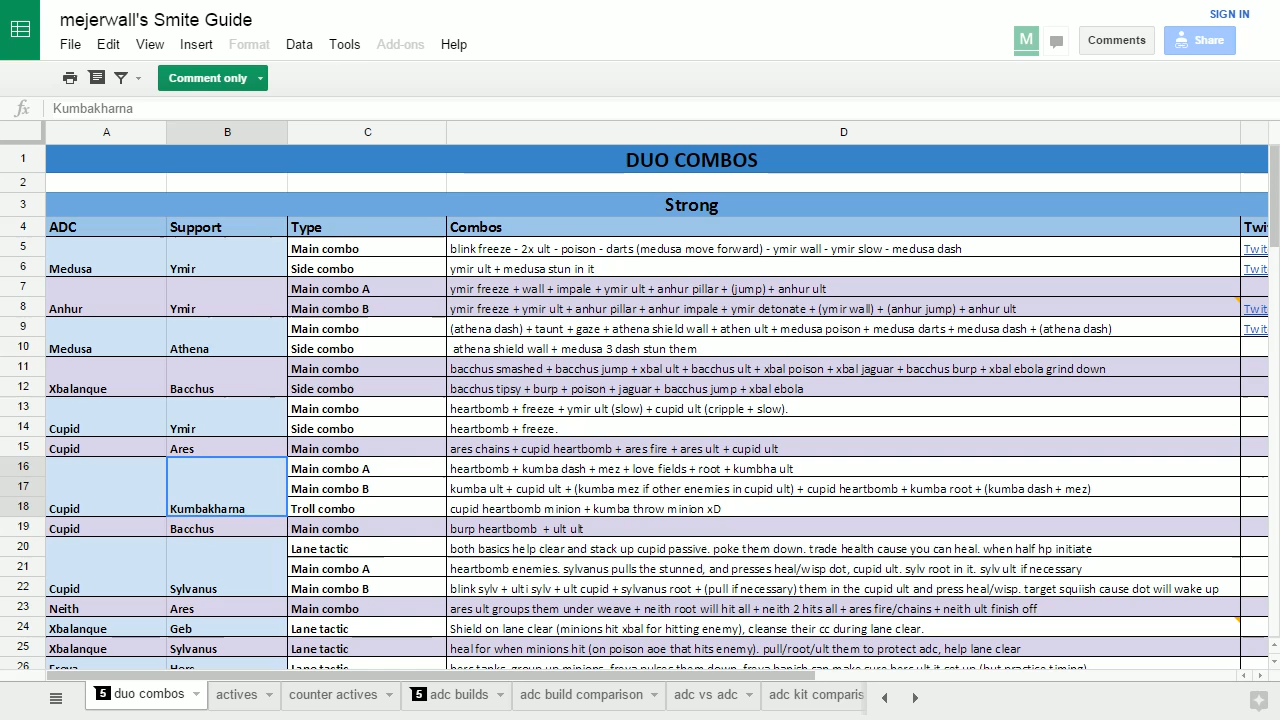 mejerwall's Smite Guide
SIGN IN
File Edit View Insert Format Data Tools Add-ons Help
M Comments Share
Comment only
fx Kumbakharna
A B C D
1 DUO COMBOS
2
3 Strong
4 ADC Support Type Combos Twi
5 Main combo blink freeze - 2x ult - poison - darts (medusa move forward) - ymir wall - ymir slow - medusa dash Twit
6 Medusa Ymir Side combo ymir ult + medusa stun in it Twit
7 Main combo A ymir freeze + wall + impale + ymir ult + anhur pillar + (jump) + anhur ult
8 Anhur Ymir Main combo B ymir freeze + ymir ult + anhur pillar + anhur impale + ymir detonate + (ymir wall) + (anhur jump) + anhur ult Twit
9 Main combo (athena dash) + taunt + gaze + athena shield wall + athen ult + medusa poison + medusa darts + medusa dash + (athena dash) Twit
10 Medusa Athena Side combo athena shield wall + medusa 3 dash stun them
11 Main combo bacchus smashed + bacchus jump + xbal ult + bacchus ult + xbal poison + xbal jaguar + bacchus burp + xbal ebola grind down
12 Xbalanque Bacchus Side combo bacchus tipsy + burp + poison + jaguar + bacchus jump + xbal ebola
13 Main combo heartbomb + freeze + ymir ult (slow) + cupid ult (cripple + slow).
14 Cupid Ymir Side combo heartbomb + freeze.
15 Cupid Ares Main combo ares chains + cupid heartbomb + ares fire + ares ult + cupid ult
16 Main combo A heartbomb + kumba dash + mez + love fields + root + kumbha ult
17 Main combo B kumba ult + cupid ult + (kumba mez if other enemies in cupid ult) + cupid heartbomb + kumba root + (kumba dash + mez)
18 Cupid Kumbakharna Troll combo cupid heartbomb minion + kumba throw minion xD
19 Cupid Bacchus Main combo burp heartbomb + ult ult
20 Lane tactic both basics help clear and stack up cupid passive. poke them down. trade health cause you can heal. when half hp initiate
21 Main combo A heartbomb enemies. sylvanus pulls the stunned, and presses heal/wisp dot, cupid ult. sylv root in it. sylv ult if necessary
22 Cupid Sylvanus Main combo B blink sylv + ulti sylv + ult cupid + sylvanus root + (pull if necessary) them in the cupid ult and press heal/wisp. target squish cause dot will wake up
23 Neith Ares Main combo ares ult groups them under weave + neith root will hit all + neith 2 hits all + ares fire/chains + neith ult finish off
24 Xbalanque Geb Lane tactic Shield on lane clear (minions hit xbal for hitting enemy), cleanse their cc during lane clear.
25 Xbalanque Sylvanus Lane tactic heal for when minions hit (on poison aoe that hits enemy). pull/root/ult them to protect adc, help lane clear
26 Freya Herc Lane tactic
5 duo combos actives counter actives 5 adc builds adc build comparison adc vs adc adc kit comparis